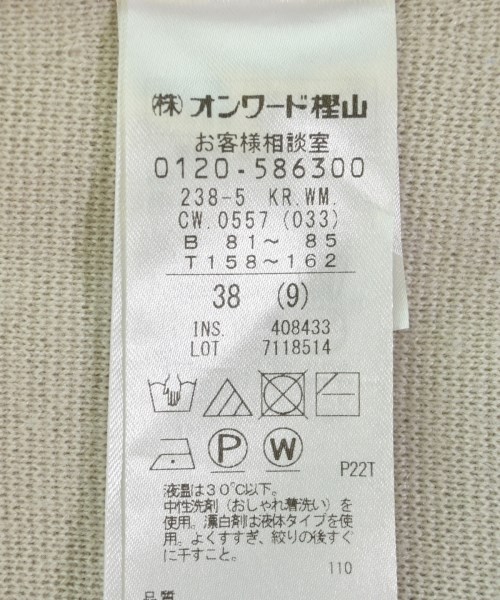 ㈱オンワード樫山
お客様相談室
0120-586300
238-5 KR.WM.
CW.0557 (033)
B 81〜 85
T158〜162
38 (9)
INS. 408433
LOT 7118514
P W
P22T
液温は30℃以下。
中性洗剤（おしゃれ着洗い）を
使用。漂白剤は液体タイプを使
用。よくすすぎ、絞りの後すぐ
に干すこと。
110
品質